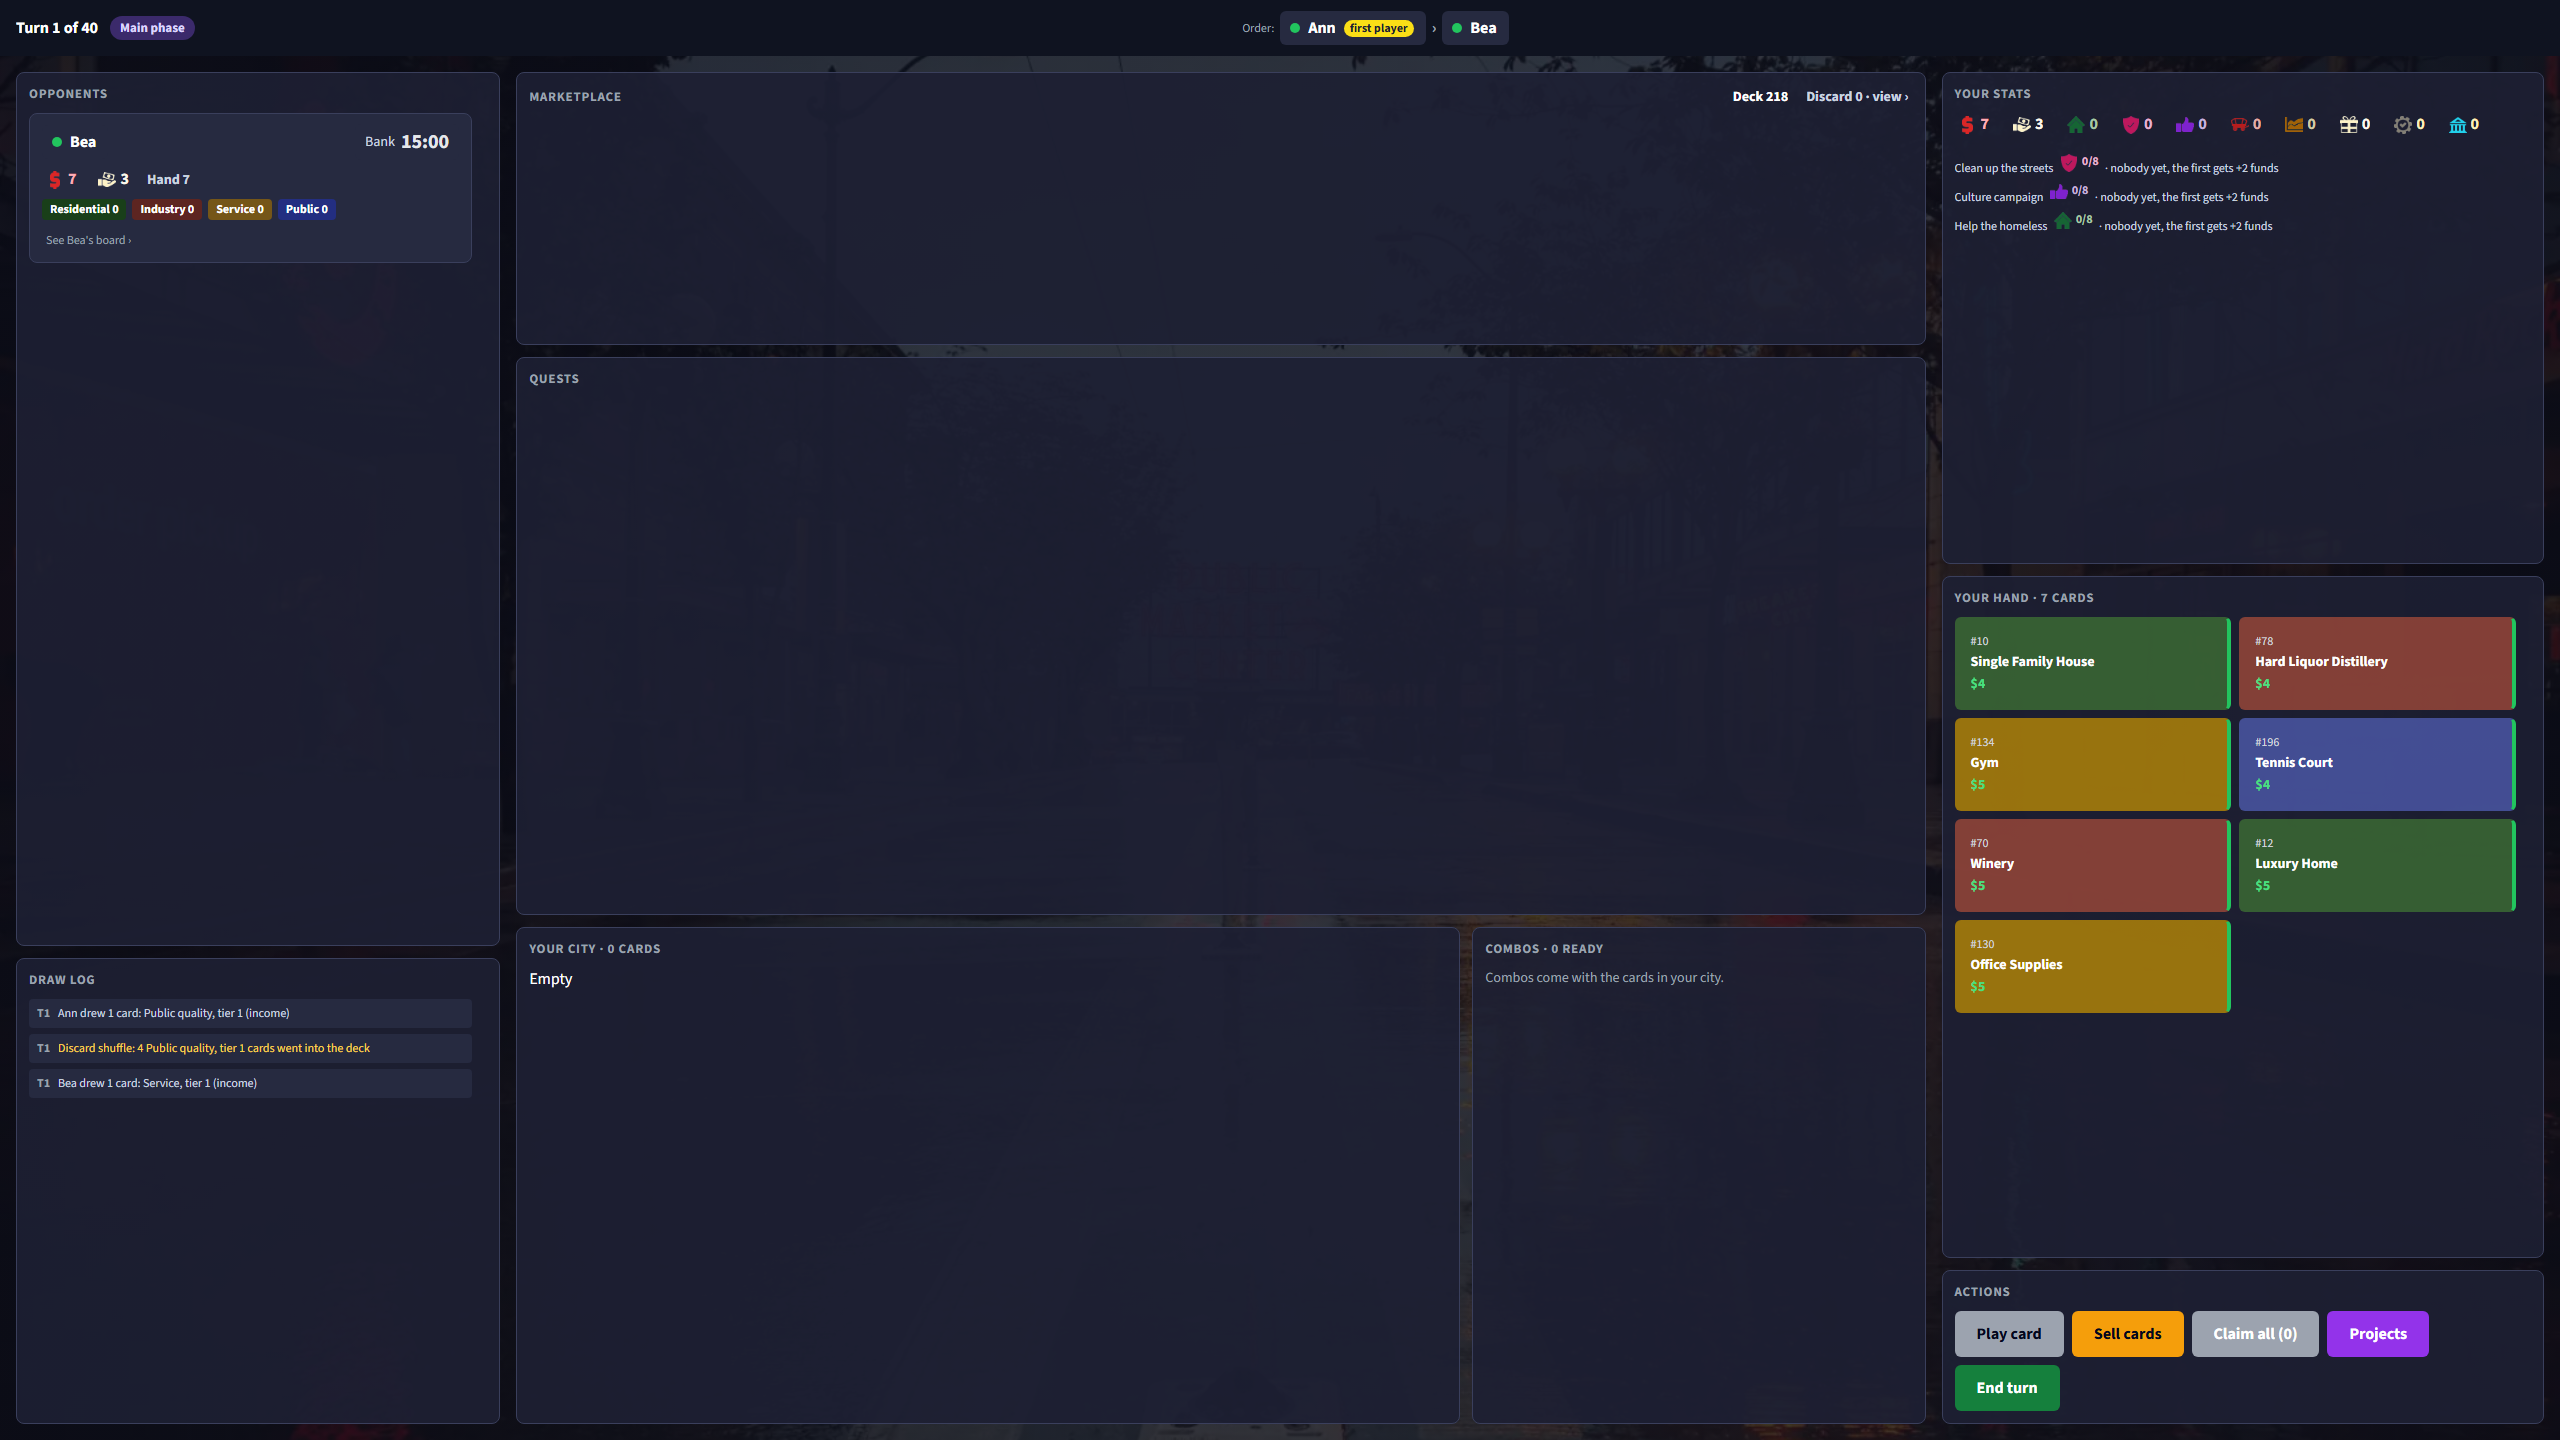 Turn 1 of 40 Main phase
Order: Ann first player › Bea
OPPONENTS
Bea Bank 15:00
7 3 Hand 7
Residential 0 Industry 0 Service 0 Public 0
See Bea's board ›
DRAW LOG
T1 Ann drew 1 card: Public quality, tier 1 (income)
T1 Discard shuffle: 4 Public quality, tier 1 cards went into the deck
T1 Bea drew 1 card: Service, tier 1 (income)
MARKETPLACE Deck 218 Discard 0 · view ›
QUESTS
YOUR CITY · 0 CARDS
Empty
COMBOS · 0 READY
Combos come with the cards in your city.
YOUR STATS
7 3 0 0 0 0 0 0 0 0
Clean up the streets 0/8 · nobody yet, the first gets +2 funds
Culture campaign 0/8 · nobody yet, the first gets +2 funds
Help the homeless 0/8 · nobody yet, the first gets +2 funds
YOUR HAND · 7 CARDS
#10
Single Family House
$4
#78
Hard Liquor Distillery
$4
#134
Gym
$5
#196
Tennis Court
$4
#70
Winery
$5
#12
Luxury Home
$5
#130
Office Supplies
$5
ACTIONS
Play card Sell cards Claim all (0) Projects
End turn